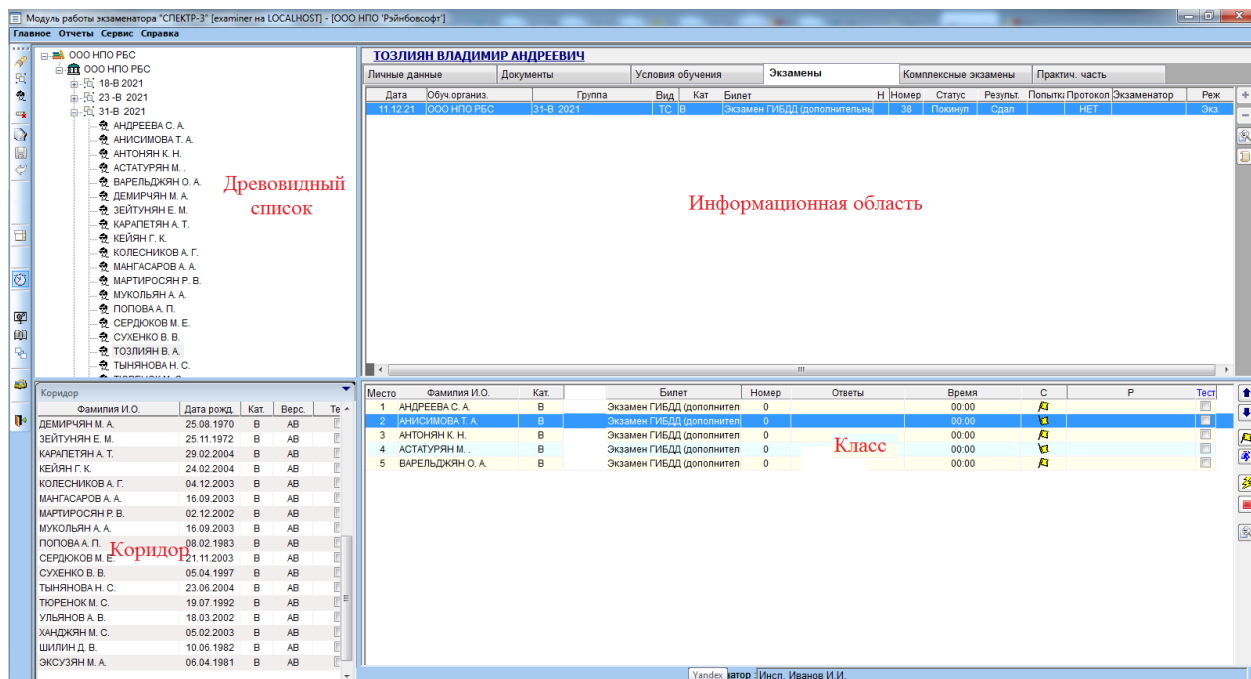 Модуль работы экзаменатора "СПЕКТР-3" [examiner на LOCALHOST] - [ООО НПО 'Рэйнбовсофт']
Главное Отчеты Сервис Справка
ООО НПО РБС
ООО НПО РБС
18-В 2021
23 -В 2021
31-В 2021
АНДРЕЕВА С. А.
АНИСИМОВА Т. А.
АНТОНЯН К. Н.
АСТАТУРЯН М. .
ВАРЕЛЬДЖЯН О. А.
ДЕМИРЧЯН М. А.
ЗЕЙТУНЯН Е. М.
КАРАПЕТЯН А. Т.
КЕЙЯН Г. К.
КОЛЕСНИКОВ А. Г.
МАНГАСАРОВ А. А.
МАРТИРОСЯН Р. В.
МУКОЛЬЯН А. А.
ПОПОВА А. П.
СЕРДЮКОВ М. Е.
СУХЕНКО В. В.
ТОЗЛИЯН В. А.
ТЫНЯНОВА Н. С.
Древовидный
список
ТОЗЛИЯН ВЛАДИМИР АНДРЕЕВИЧ
Личные данные Документы Условия обучения Экзамены Комплексные экзамены Практич. часть
Дата Обуч.организ. Группа Вид Кат Билет Н Номер Статус Результ. Попытка Протокол Экзаменатор Реж
11.12.21 ООО НПО РБС 31-В 2021 ТС В Экзамен ГИБДД (дополнительнь 38 Покинул Сдал НЕТ Экз.
Информационная область
Коридор
Фамилия И.О. Дата рожд. Кат. Верс. Те
ДЕМИРЧЯН М. А. 25.08.1970 В АВ
ЗЕЙТУНЯН Е. М. 25.11.1972 В АВ
КАРАПЕТЯН А. Т. 29.02.2004 В АВ
КЕЙЯН Г. К. 24.02.2004 В АВ
КОЛЕСНИКОВ А. Г. 04.12.2003 В АВ
МАНГАСАРОВ А. А. 16.09.2003 В АВ
МАРТИРОСЯН Р. В. 02.12.2002 В АВ
МУКОЛЬЯН А. А. 16.09.2003 В АВ
ПОПОВА А. П. 08.02.1983 В АВ
СЕРДЮКОВ М. Е. 21.11.2003 В АВ
СУХЕНКО В. В. 05.04.1997 В АВ
ТЫНЯНОВА Н. С. 23.06.2004 В АВ
ТЮРЕНОК М. С. 19.07.1992 В АВ
УЛЬЯНОВ А. В. 18.03.2002 В АВ
ХАНДЖЯН М. С. 05.02.2003 В АВ
ШИЛИН Д. В. 10.06.1982 В АВ
ЭКСУЗЯН М. А. 06.04.1981 В АВ
Коридор
Место Фамилия И.О. Кат. Билет Номер Ответы Время С Р Тест
1 АНДРЕЕВА С. А. В Экзамен ГИБДД (дополнител 0 00:00
2 АНИСИМОВА Т. А. В Экзамен ГИБДД (дополнител 0 00:00
3 АНТОНЯН К. Н. В Экзамен ГИБДД (дополнител 0 00:00
4 АСТАТУРЯН М. . В Экзамен ГИБДД (дополнител 0 00:00
5 ВАРЕЛЬДЖЯН О. А. В Экзамен ГИБДД (дополнител 0 00:00
Класс
Yandex натор : Инсп. Иванов И.И.